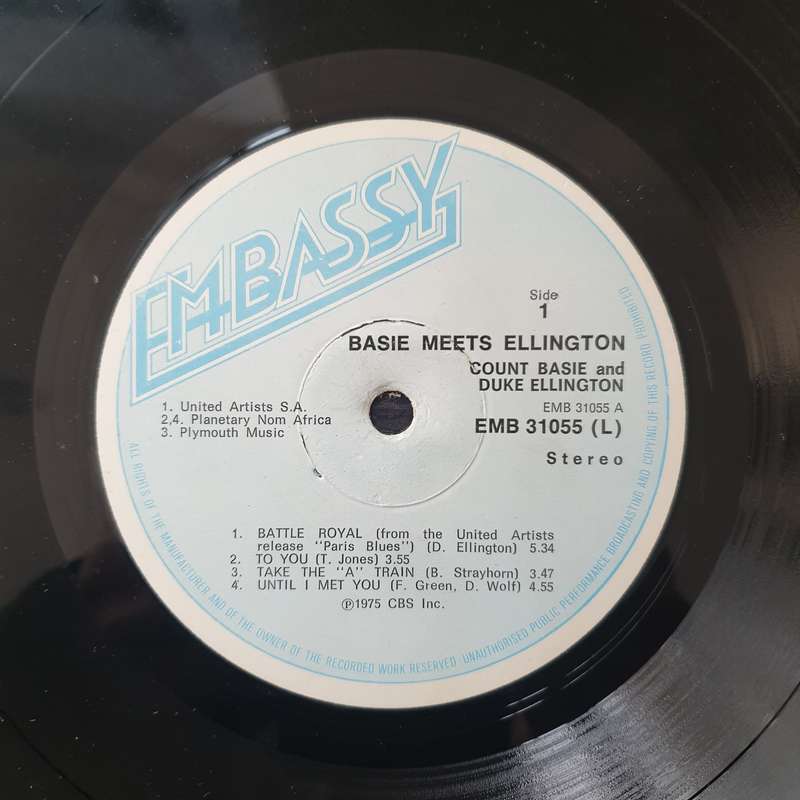 EMBASSY
Side
1
BASIE MEETS ELLINGTON
COUNT BASIE and
DUKE ELLINGTON
EMB 31055 A
EMB 31055 (L)
Stereo
1. United Artists S.A.
2,4. Planetary Nom Africa
3. Plymouth Music
1. BATTLE ROYAL (from the United Artists
release "Paris Blues") (D. Ellington) 5.34
2. TO YOU (T. Jones) 3.55
3. TAKE THE "A" TRAIN (B. Strayhorn) 3.47
4. UNTIL I MET YOU (F. Green, D. Wolf) 4.55
℗1975 CBS Inc.
ALL RIGHTS OF THE MANUFACTURER AND OF THE OWNER OF THE RECORDED WORK RESERVED UNAUTHORISED PUBLIC PERFORMANCE BROADCASTING AND COPYING OF THIS RECORD PROHIBITED